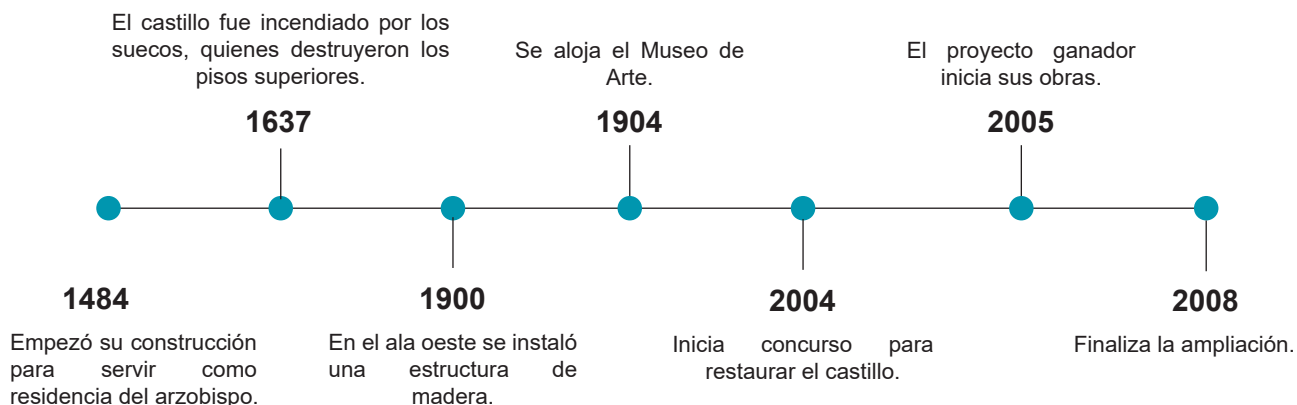 El castillo fue incendiado por los
suecos, quienes destruyeron los
pisos superiores.
1637
Se aloja el Museo de
Arte.
1904
El proyecto ganador
inicia sus obras.
2005
1484
Empezó su construcción
para servir como
residencia del arzobispo.
1900
En el ala oeste se instaló
una estructura de
madera.
2004
Inicia concurso para
restaurar el castillo.
2008
Finaliza la ampliación.